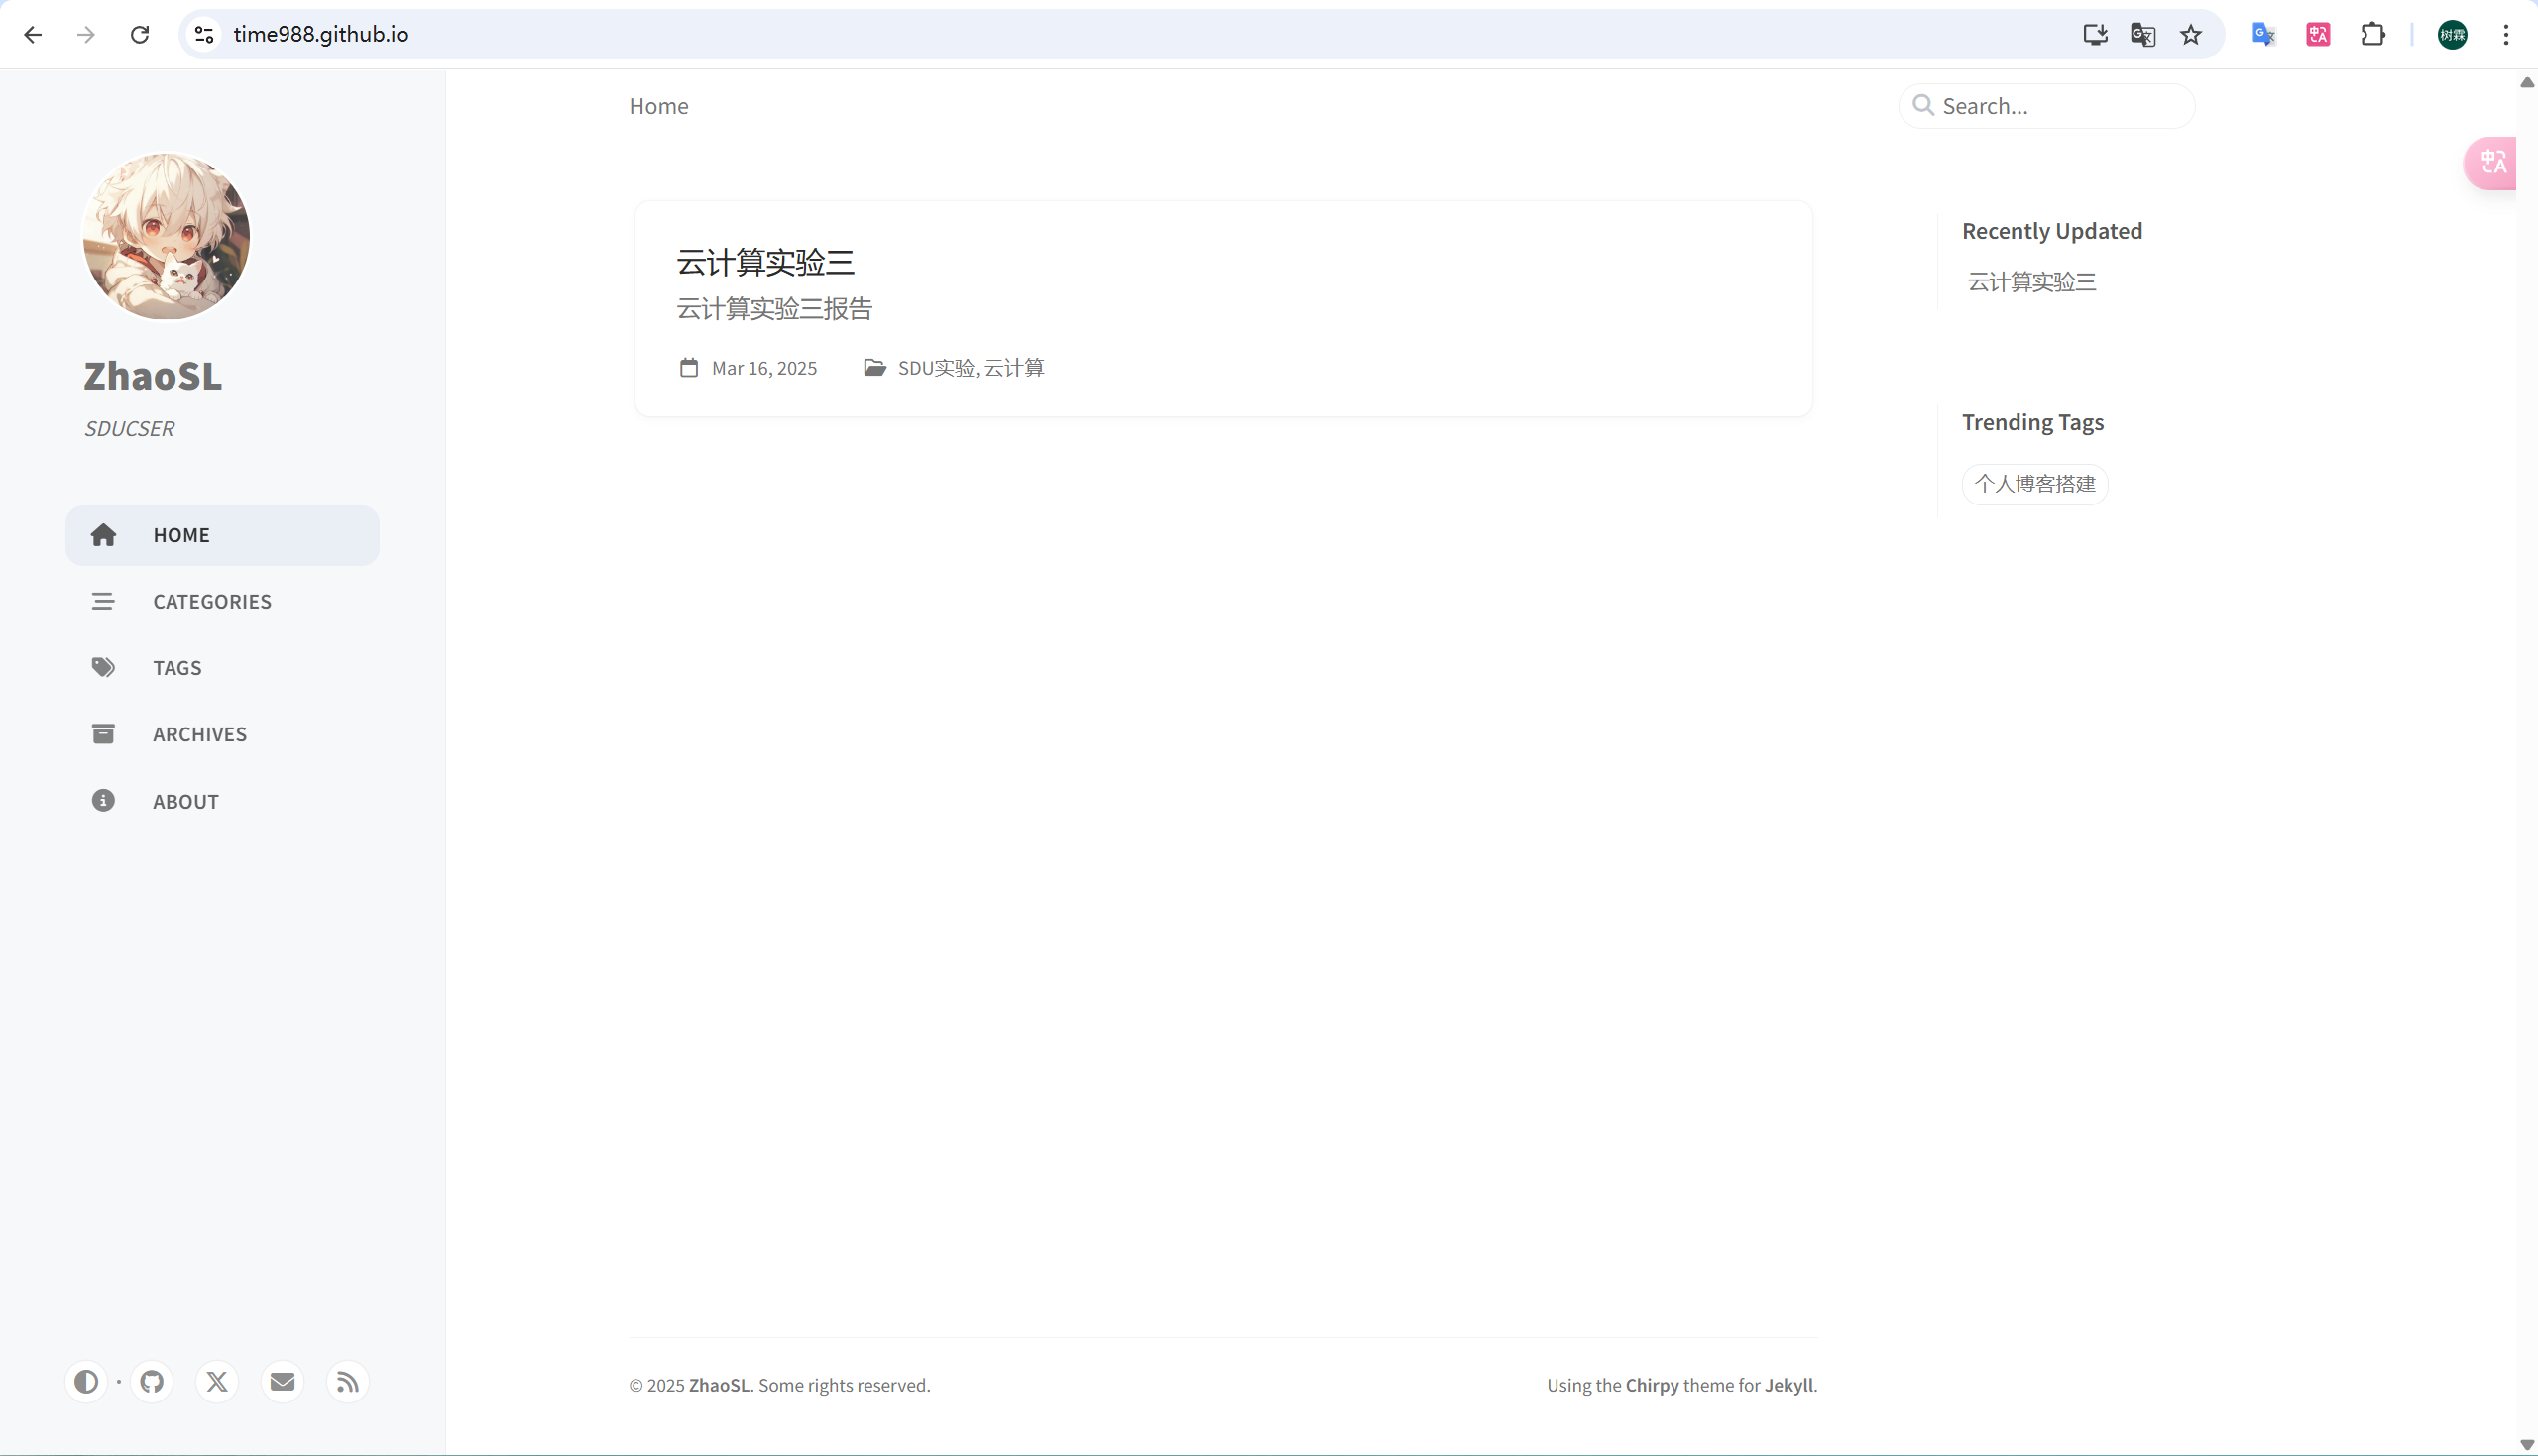 time988.github.io
树霖
Home
Search...
ZhaoSL
SDUCSER
HOME
CATEGORIES
TAGS
ARCHIVES
ABOUT
云计算实验三
云计算实验三报告
Mar 16, 2025 SDU实验, 云计算
Recently Updated
云计算实验三
Trending Tags
个人博客搭建
© 2025 ZhaoSL. Some rights reserved.
Using the Chirpy theme for Jekyll.